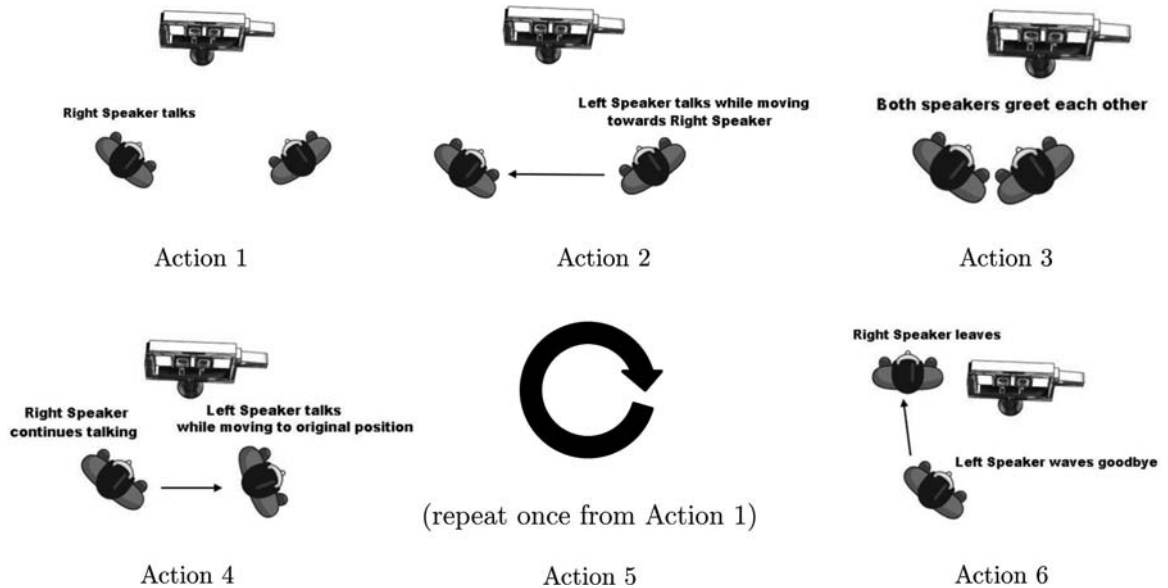 Right Speaker talks
Action 1
Left Speaker talks while moving
towards Right Speaker
Action 2
Both speakers greet each other
Action 3
Right Speaker
continues talking
Left Speaker talks
while moving to original position
Action 4
(repeat once from Action 1)
Action 5
Right Speaker leaves
Left Speaker waves goodbye
Action 6